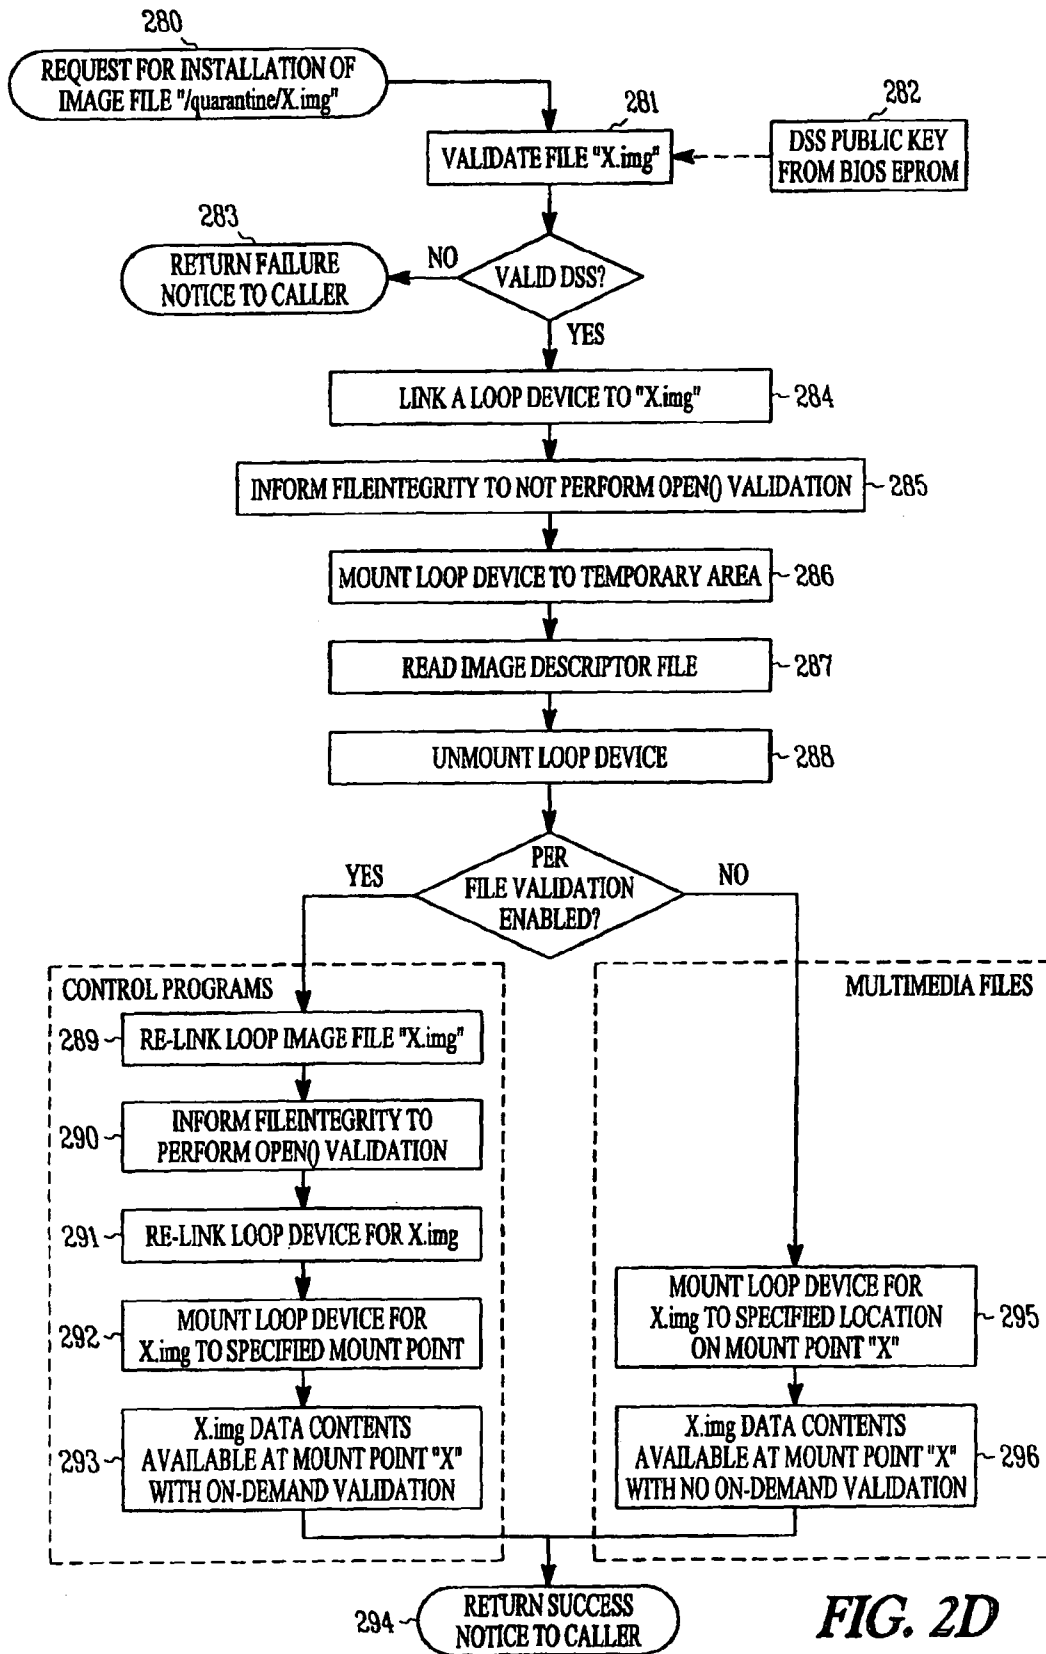 280
REQUEST FOR INSTALLATION OF
IMAGE FILE "/quarantine/X.img"
281
VALIDATE FILE "X.img"
282
DSS PUBLIC KEY
FROM BIOS EPROM
283
RETURN FAILURE
NOTICE TO CALLER
NO
VALID DSS?
YES
LINK A LOOP DEVICE TO "X.img"
284
INFORM FILEINTEGRITY TO NOT PERFORM OPEN() VALIDATION
285
MOUNT LOOP DEVICE TO TEMPORARY AREA
286
READ IMAGE DESCRIPTOR FILE
287
UNMOUNT LOOP DEVICE
288
YES
PER
FILE VALIDATION
ENABLED?
NO
CONTROL PROGRAMS
289
RE-LINK LOOP IMAGE FILE "X.img"
290
INFORM FILEINTEGRITY TO
PERFORM OPEN() VALIDATION
291
RE-LINK LOOP DEVICE FOR X.img
292
MOUNT LOOP DEVICE FOR
X.img TO SPECIFIED MOUNT POINT
293
X.img DATA CONTENTS
AVAILABLE AT MOUNT POINT "X"
WITH ON-DEMAND VALIDATION
MULTIMEDIA FILES
MOUNT LOOP DEVICE FOR
X.img TO SPECIFIED LOCATION
ON MOUNT POINT "X"
295
X.img DATA CONTENTS
AVAILABLE AT MOUNT POINT "X"
WITH NO ON-DEMAND VALIDATION
296
294
RETURN SUCCESS
NOTICE TO CALLER
FIG. 2D